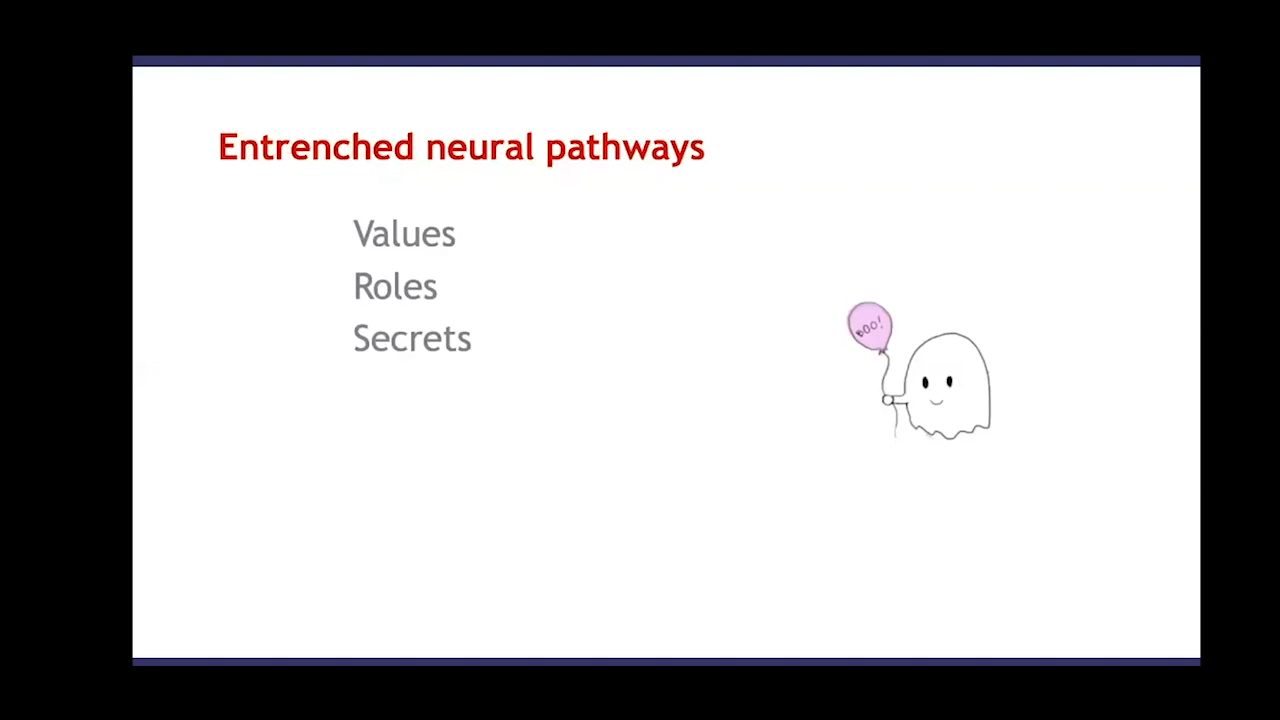 Entrenched neural pathways
Values
Roles
Secrets
BOO!